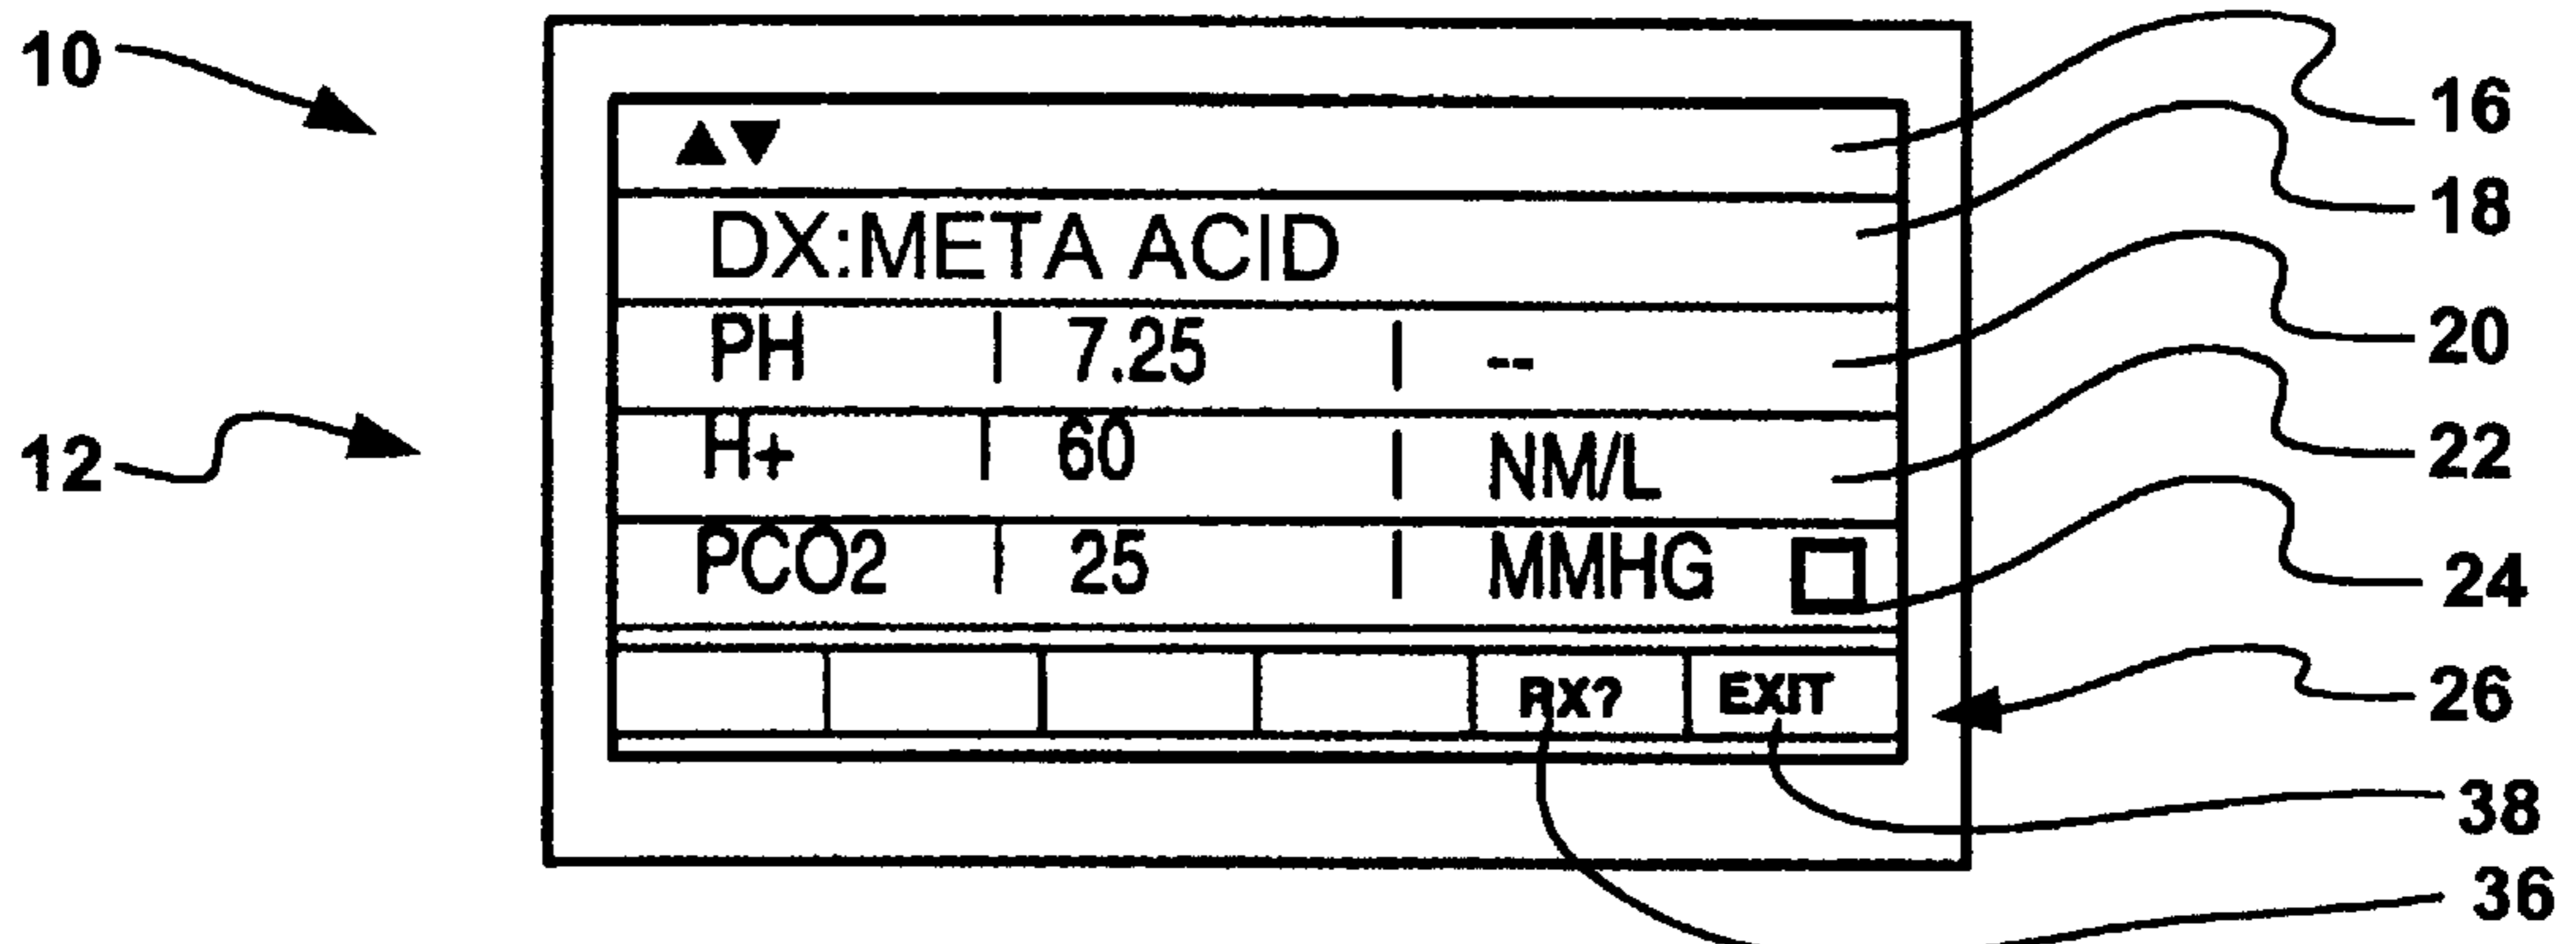 10
12
▲▼
DX:META ACID
PH | 7.25 | --
H+ | 60 | NM/L
PCO2 | 25 | MMHG
RX? EXIT
16
18
20
22
24
26
38
36